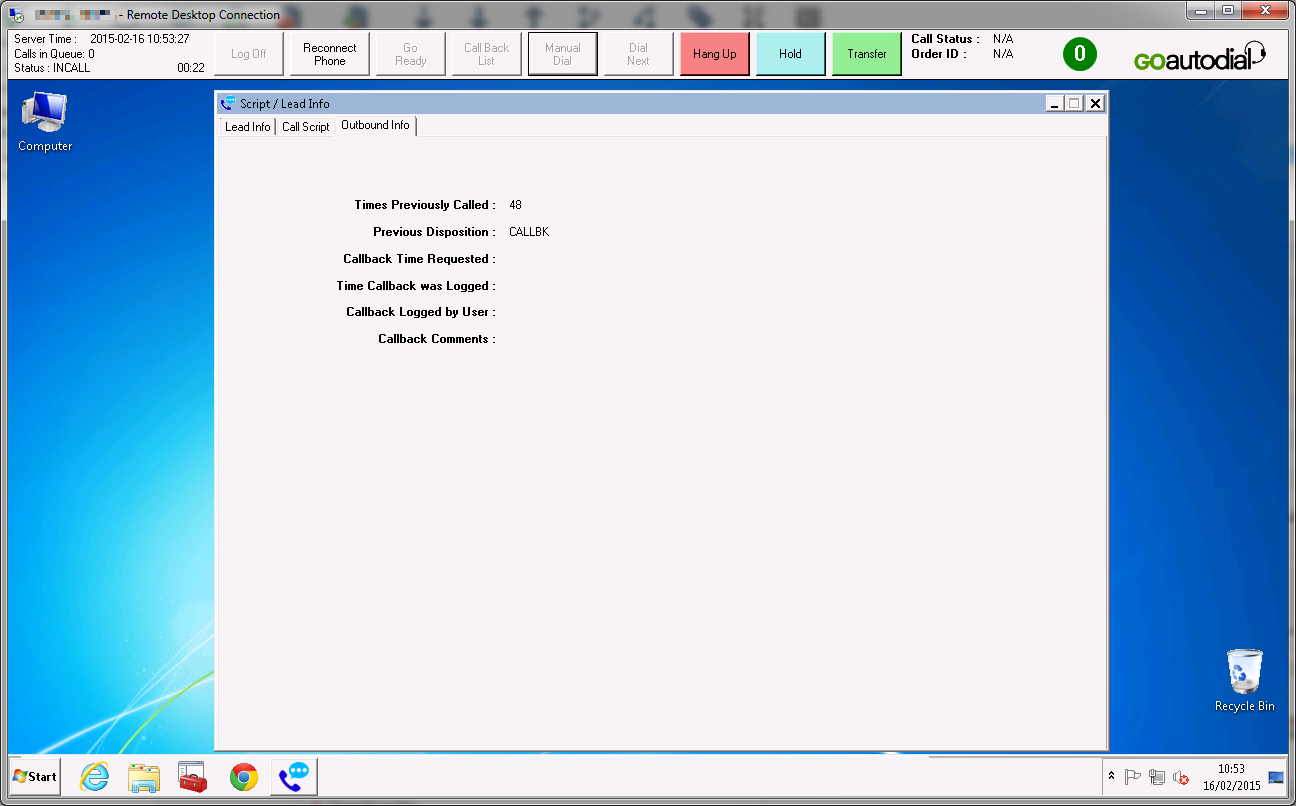 - Remote Desktop Connection
Server Time : 2015-02-16 10:53:27
Calls in Queue: 0
Status : INCALL 00:22
Log Off
Reconnect
Phone
Go
Ready
Call Back
List
Manual
Dial
Dial
Next
Hang Up
Hold
Transfer
Call Status : N/A
Order ID : N/A
0
GOautodial
Computer
Script / Lead Info
Lead Info
Call Script
Outbound Info
Times Previously Called : 48
Previous Disposition : CALLBK
Callback Time Requested :
Time Callback was Logged :
Callback Logged by User :
Callback Comments :
Recycle Bin
Start
10:53
16/02/2015